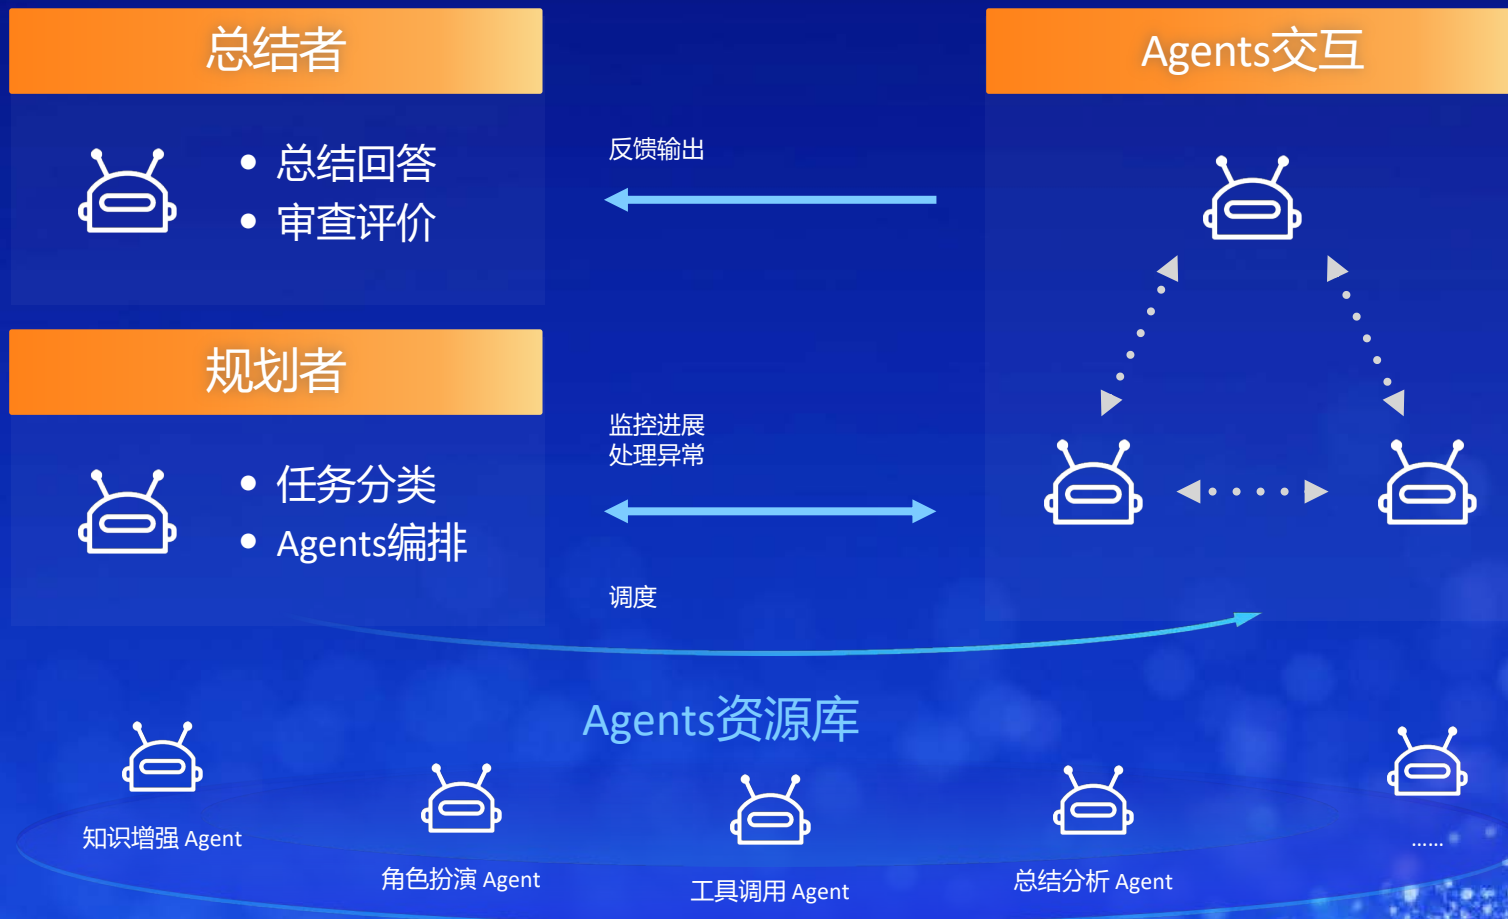 总结者
• 总结回答
• 审查评价
反馈输出
Agents交互
规划者
• 任务分类
• Agents编排
监控进展
处理异常
调度
Agents资源库
知识增强 Agent
角色扮演 Agent
工具调用 Agent
总结分析 Agent
......